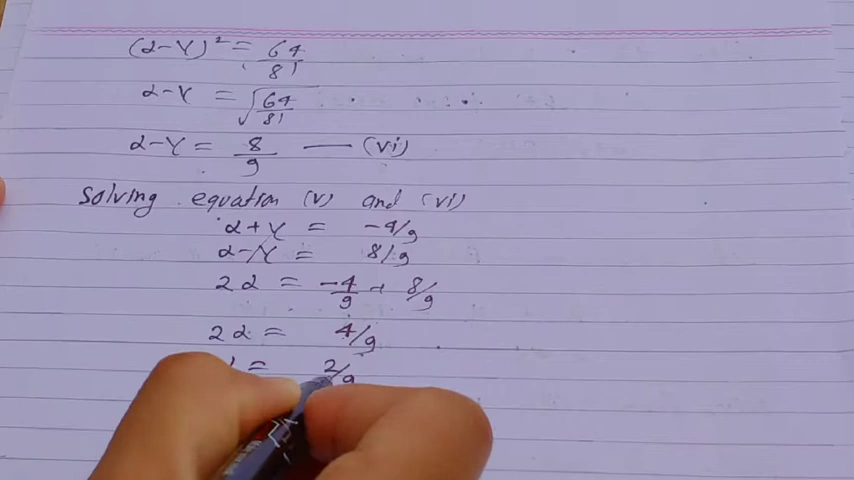 (α-γ)² = 64/81
α-γ = √64/81
α-γ = 8/9 —— (vi)
Solving equation (v) and (vi)
α+γ = -4/9
α-γ = 8/9
2α = -4/9 + 8/9
2α = 4/9
= 2/9